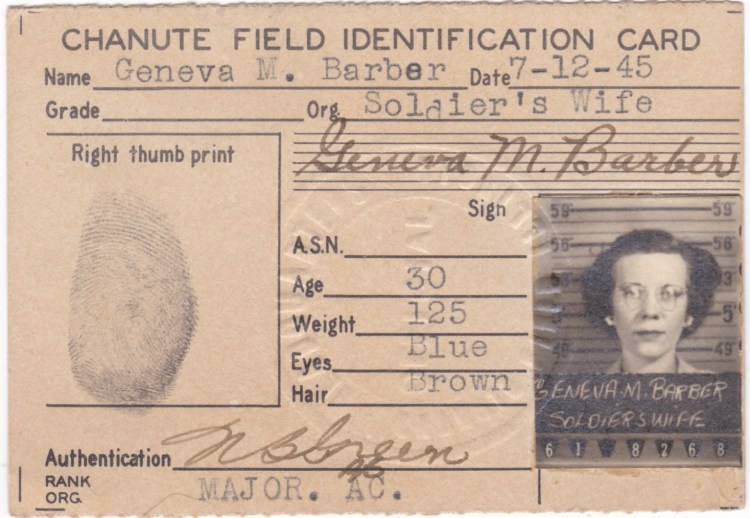 CHANUTE FIELD IDENTIFICATION CARD
Name Geneva M. Barber Date 7-12-45
Grade Org. Soldier's Wife
Right thumb print
Geneva M. Barber
Sign
A.S.N.
Age 30
Weight 125
Eyes Blue
Hair Brown
59 59
56 56
53
5
49 49
GENEVA M. BARBER
SOLDIERS WIFE
6 1 8 2 6 8
Authentication
RANK MAJOR. AC.
ORG.